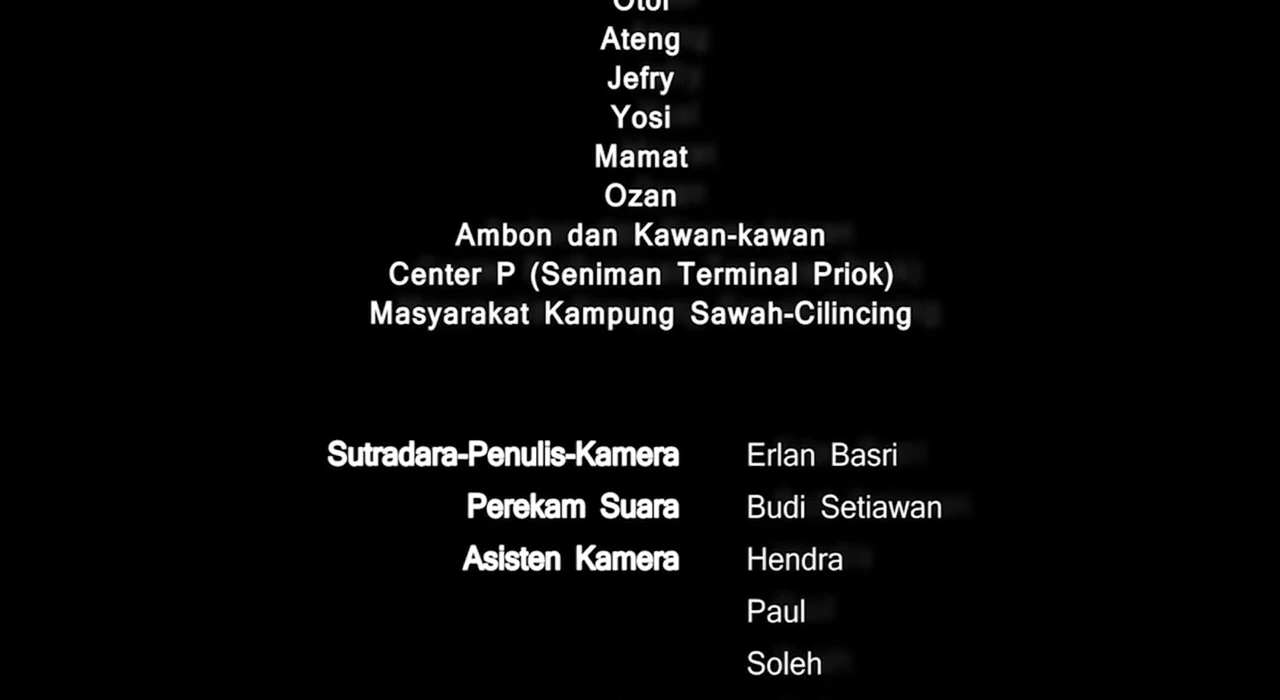 Ateng
Jefry
Yosi
Mamat
Ozan
Ambon dan Kawan-kawan
Center P (Seniman Terminal Priok)
Masyarakat Kampung Sawah-Cilincing
Sutradara-Penulis-Kamera Erlan Basri
Perekam Suara Budi Setiawan
Asisten Kamera Hendra
Paul
Soleh